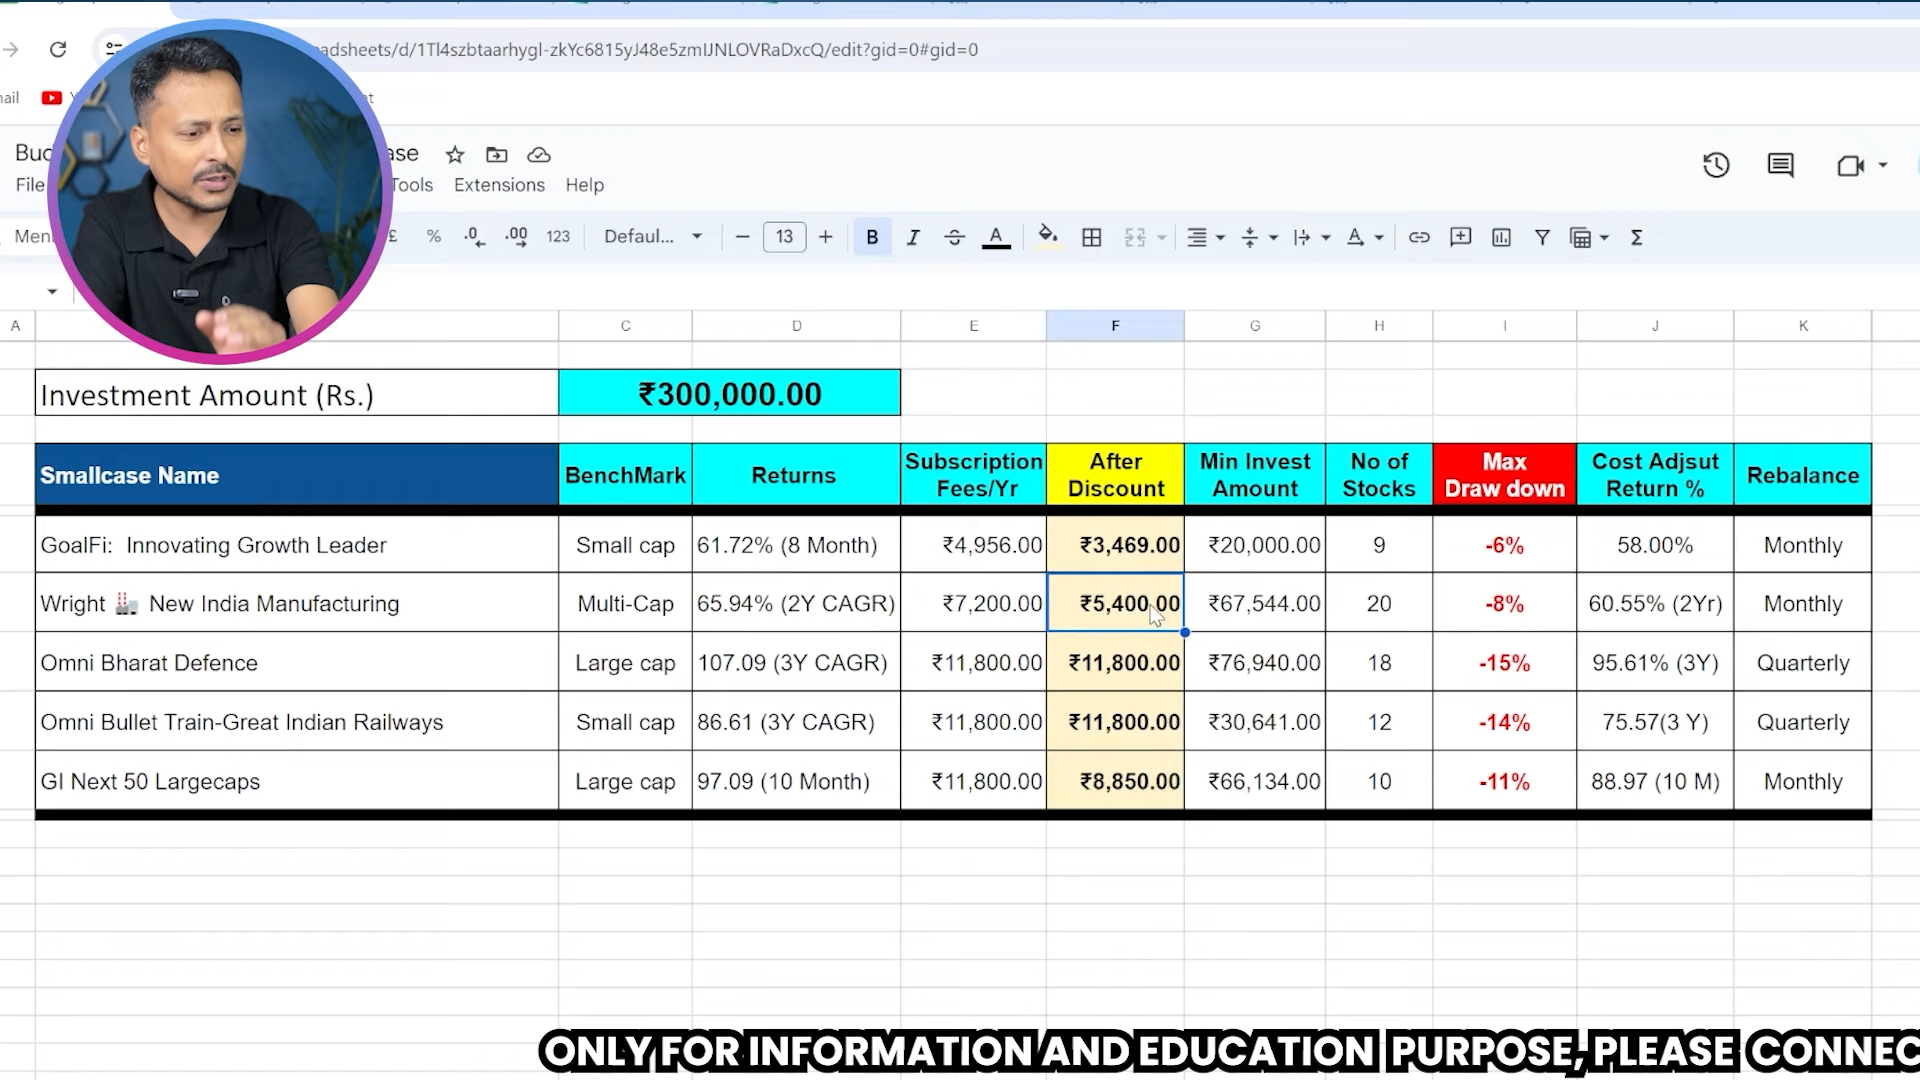 adsheets/d/1Tl4szbtaarhygl-zkYc6815yJ48e5zmIJNLOVRaDxcQ/edit?gid=0#gid=0
File Tools Extensions Help
% .0 .00 123 Defaul... 13 B I A Σ
A C D E F G H I J K
Investment Amount (Rs.) ₹300,000.00
Smallcase Name BenchMark Returns Subscription Fees/Yr After Discount Min Invest Amount No of Stocks Max Draw down Cost Adjsut Return % Rebalance
GoalFi: Innovating Growth Leader Small cap 61.72% (8 Month) ₹4,956.00 ₹3,469.00 ₹20,000.00 9 -6% 58.00% Monthly
Wright New India Manufacturing Multi-Cap 65.94% (2Y CAGR) ₹7,200.00 ₹5,400.00 ₹67,544.00 20 -8% 60.55% (2Yr) Monthly
Omni Bharat Defence Large cap 107.09 (3Y CAGR) ₹11,800.00 ₹11,800.00 ₹76,940.00 18 -15% 95.61% (3Y) Quarterly
Omni Bullet Train-Great Indian Railways Small cap 86.61 (3Y CAGR) ₹11,800.00 ₹11,800.00 ₹30,641.00 12 -14% 75.57(3 Y) Quarterly
GI Next 50 Largecaps Large cap 97.09 (10 Month) ₹11,800.00 ₹8,850.00 ₹66,134.00 10 -11% 88.97 (10 M) Monthly
ONLY FOR INFORMATION AND EDUCATION PURPOSE, PLEASE CONNEC